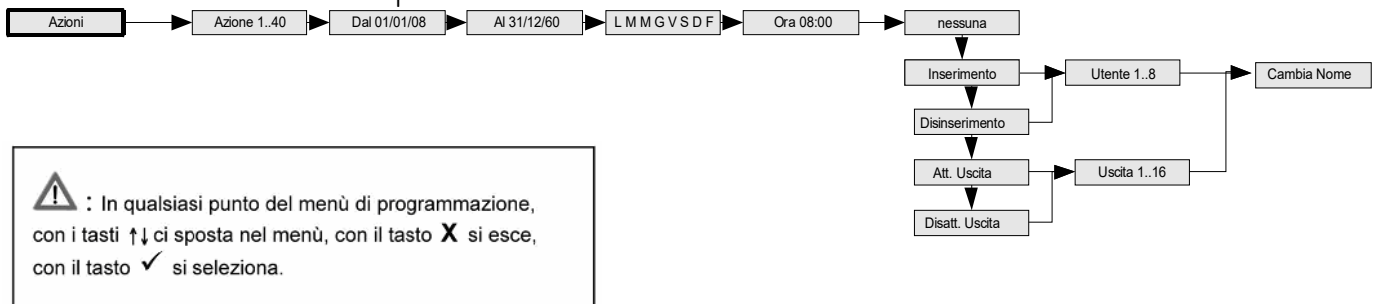 Azioni
Azione 1..40
Dal 01/01/08
Al 31/12/60
L M M G V S D F
Ora 08:00
nessuna
Inserimento
Utente 1..8
Cambia Nome
Disinserimento
Att. Uscita
Uscita 1..16
Disatt. Uscita
: In qualsiasi punto del menù di programmazione,
con i tasti ↑↓ ci sposta nel menù, con il tasto X si esce,
con il tasto ✓ si seleziona.